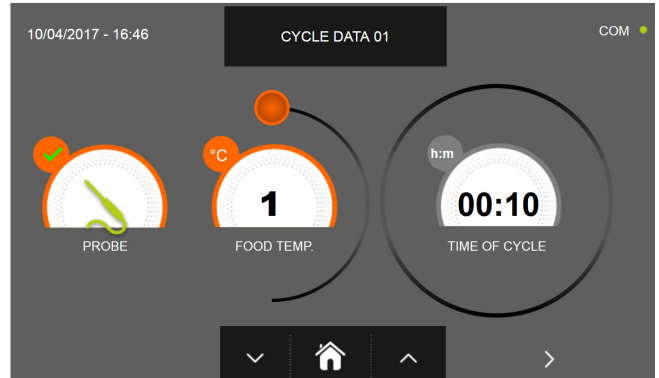 10/04/2017 - 16:46
CYCLE DATA 01
COM
°C
h:m
1
00:10
PROBE
FOOD TEMP.
TIME OF CYCLE